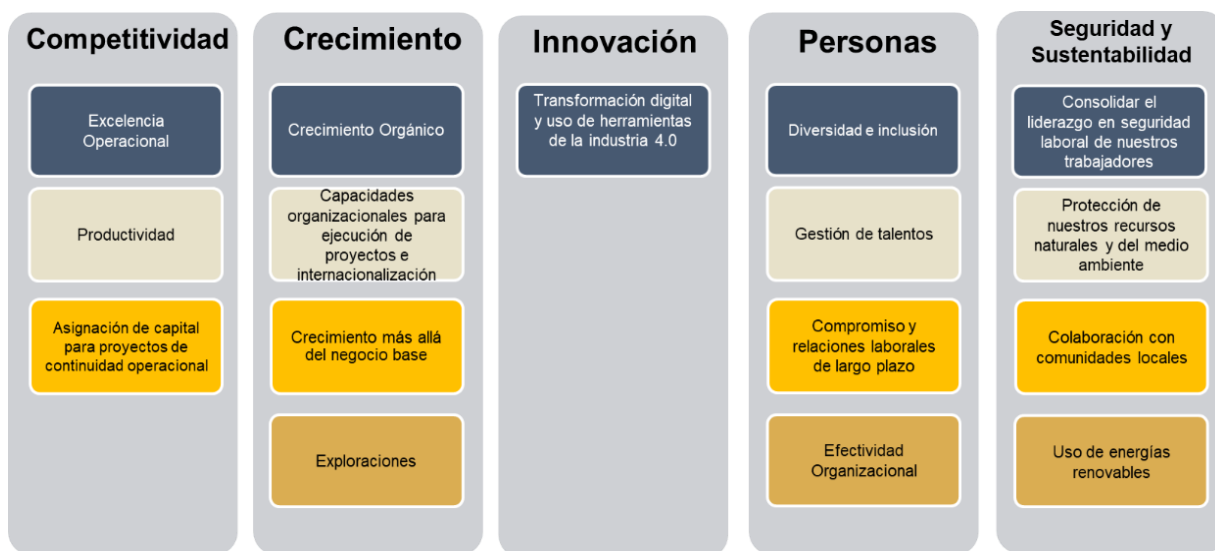 Competitividad
Excelencia
Operacional
Productividad
Asignación de capital
para proyectos de
continuidad operacional
Crecimiento
Crecimiento Orgánico
Capacidades
organizacionales para
ejecución de
proyectos e
internacionalización
Crecimiento más allá
del negocio base
Exploraciones
Innovación
Transformación digital
y uso de herramientas
de la industria 4.0
Personas
Diversidad e inclusión
Gestión de talentos
Compromiso y
relaciones laborales
de largo plazo
Efectividad
Organizacional
Seguridad y
Sustentabilidad
Consolidar el
liderazgo en seguridad
laboral de nuestros
trabajadores
Protección de
nuestros recursos
naturales y del medio
ambiente
Colaboración con
comunidades locales
Uso de energías
renovables